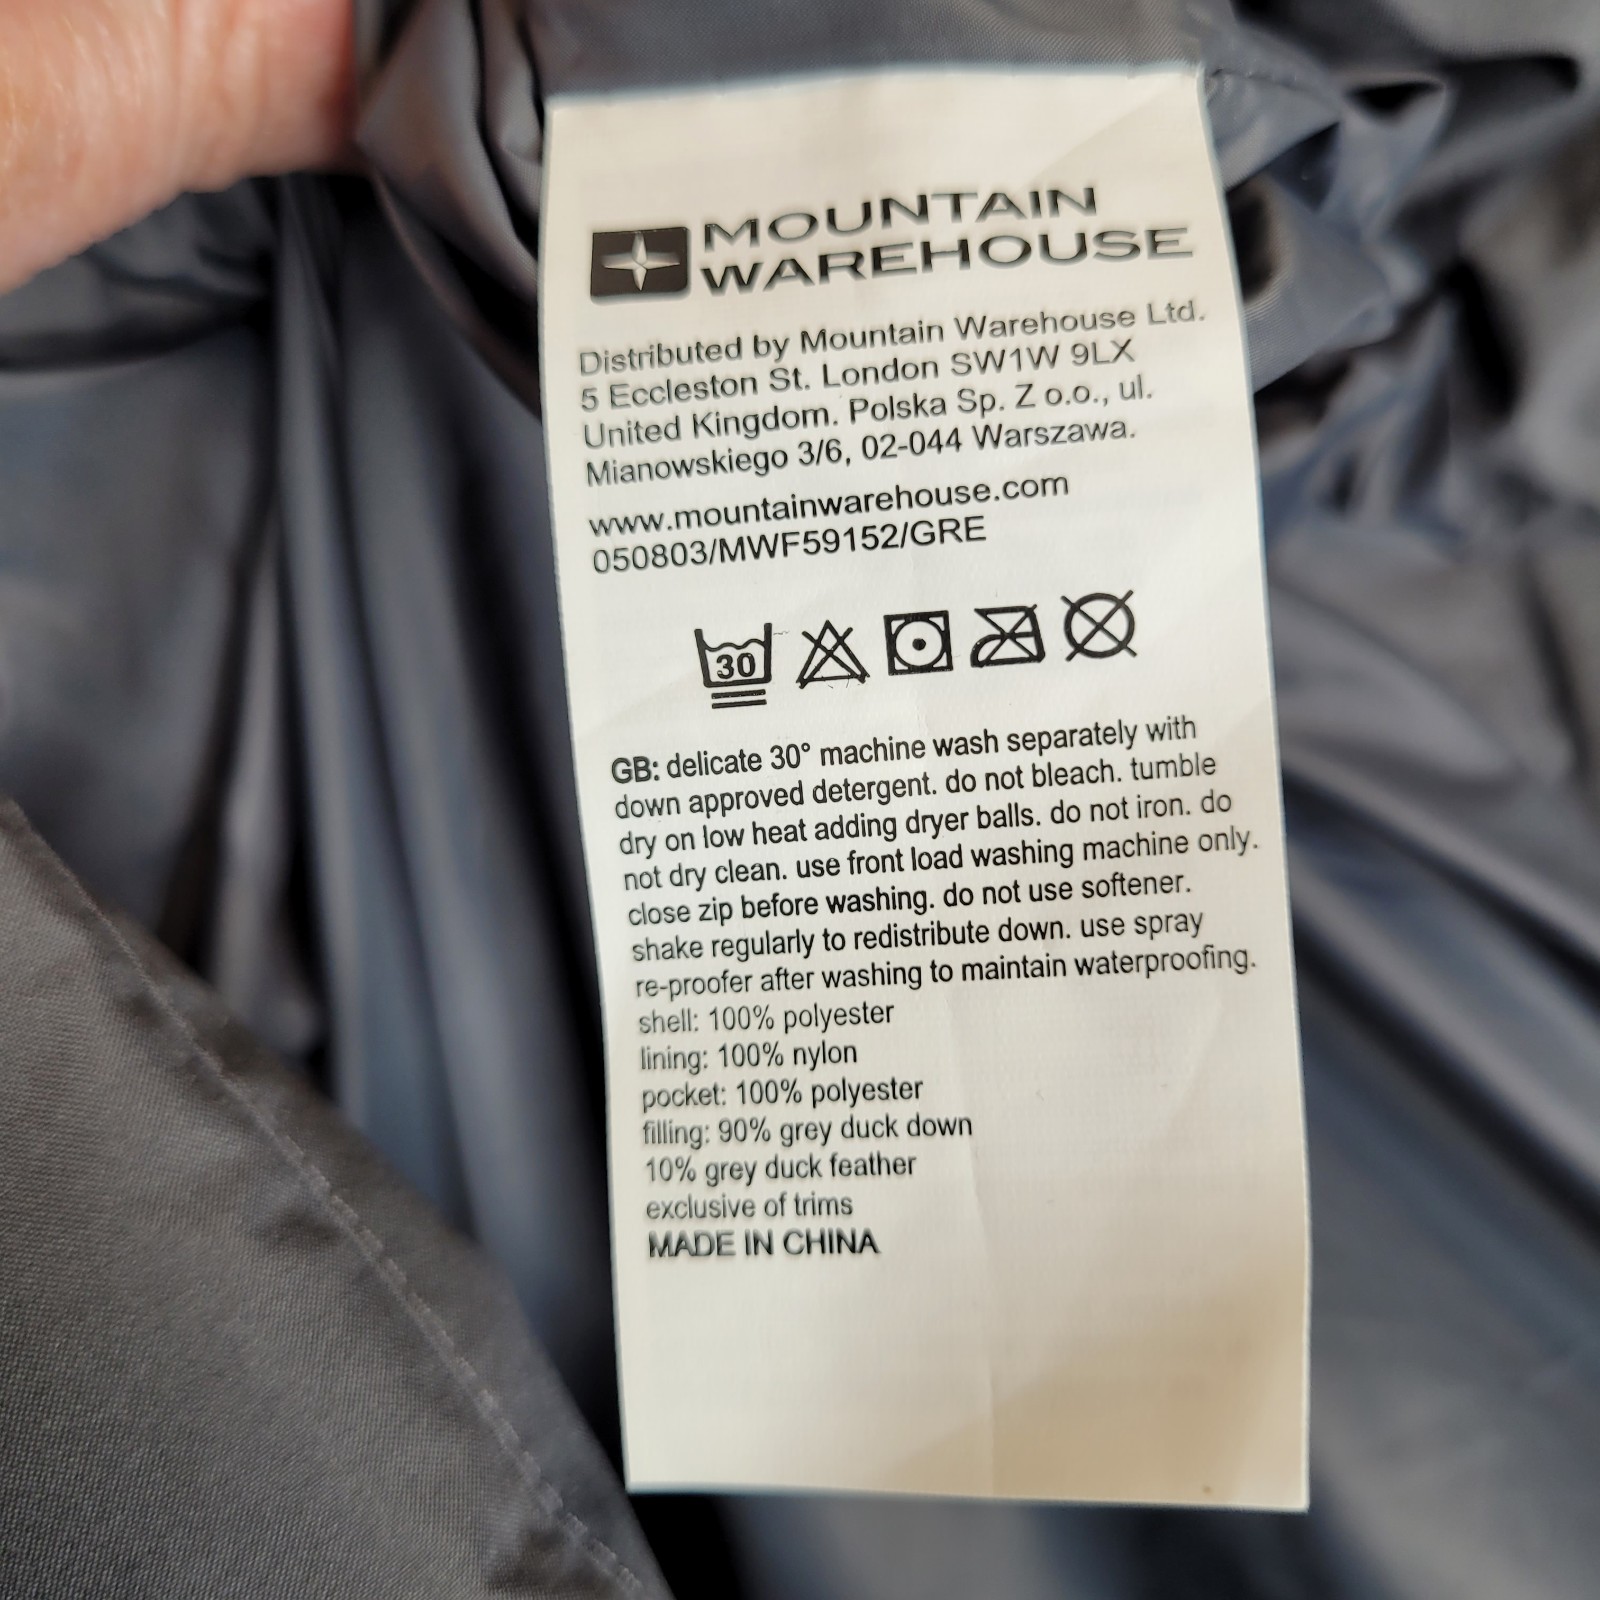 MOUNTAIN
WAREHOUSE
Distributed by Mountain Warehouse Ltd.
5 Eccleston St. London SW1W 9LX
United Kingdom. Polska Sp. Z o.o., ul.
Mianowskiego 3/6, 02-044 Warszawa.
www.mountainwarehouse.com
050803/MWF59152/GRE
30
GB: delicate 30° machine wash separately with
down approved detergent. do not bleach. tumble
dry on low heat adding dryer balls. do not iron. do
not dry clean. use front load washing machine only.
close zip before washing. do not use softener.
shake regularly to redistribute down. use spray
re-proofer after washing to maintain waterproofing.
shell: 100% polyester
lining: 100% nylon
pocket: 100% polyester
filling: 90% grey duck down
10% grey duck feather
exclusive of trims
MADE IN CHINA